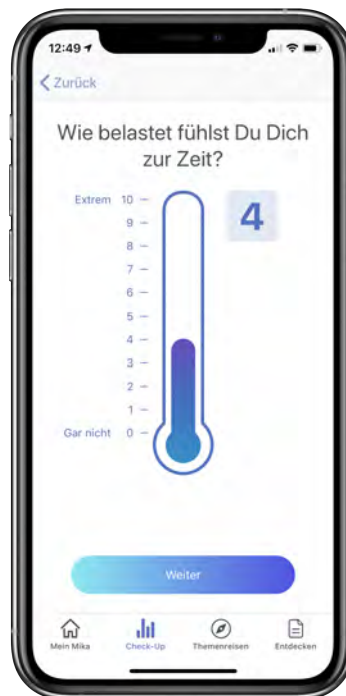 12:49
Zurück
Wie belastet fühlst Du Dich
zur Zeit?
Extrem 10
4
9
8
7
6
5
4
3
2
1
Gar nicht 0
Weiter
Mein Mika
Check-Up
Themenreisen
Entdecken